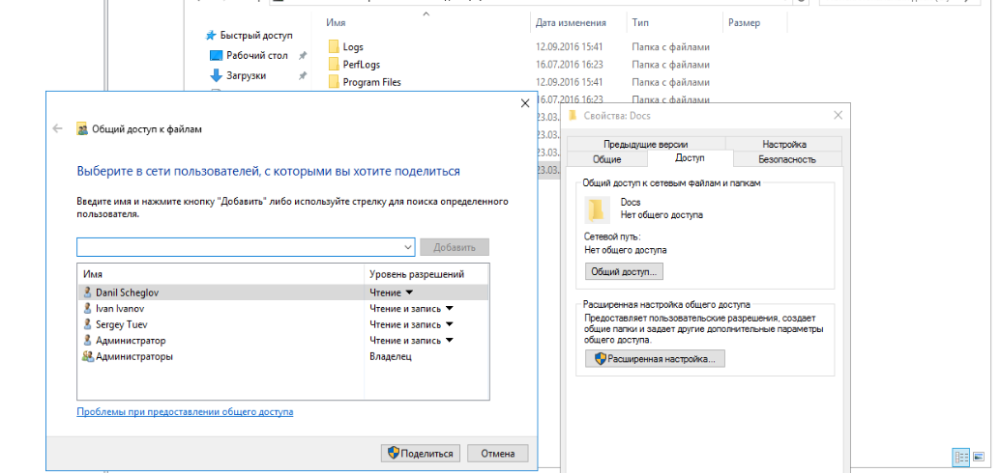 Имя Дата изменения Тип Размер
Быстрый доступ
Рабочий стол
Загрузки
Logs 12.09.2016 15:41 Папка с файлами
PerfLogs 16.07.2016 16:23 Папка с файлами
Program Files 12.09.2016 15:41 Папка с файлами
16.07.2016 16:23 Папка с файлами
23.03.
23.03.
23.03.
23.03.
Общий доступ к файлам
Выберите в сети пользователей, с которыми вы хотите поделиться
Введите имя и нажмите кнопку "Добавить" либо используйте стрелку для поиска определенного
пользователя.
Добавить
Имя Уровень разрешений
Danil Scheglov Чтение
Ivan Ivanov Чтение и запись
Sergey Tuev Чтение и запись
Администратор Чтение и запись
Администраторы Владелец
Проблемы при предоставлении общего доступа
Поделиться Отмена
Свойства: Docs
Предыдущие версии Настройка
Общие Доступ Безопасность
Общий доступ к сетевым файлам и папкам
Docs
Нет общего доступа
Сетевой путь:
Нет общего доступа
Общий доступ...
Расширенная настройка общего доступа
Предоставляет пользовательские разрешения, создает
общие папки и задает другие дополнительные параметры
общего доступа.
Расширенная настройка...